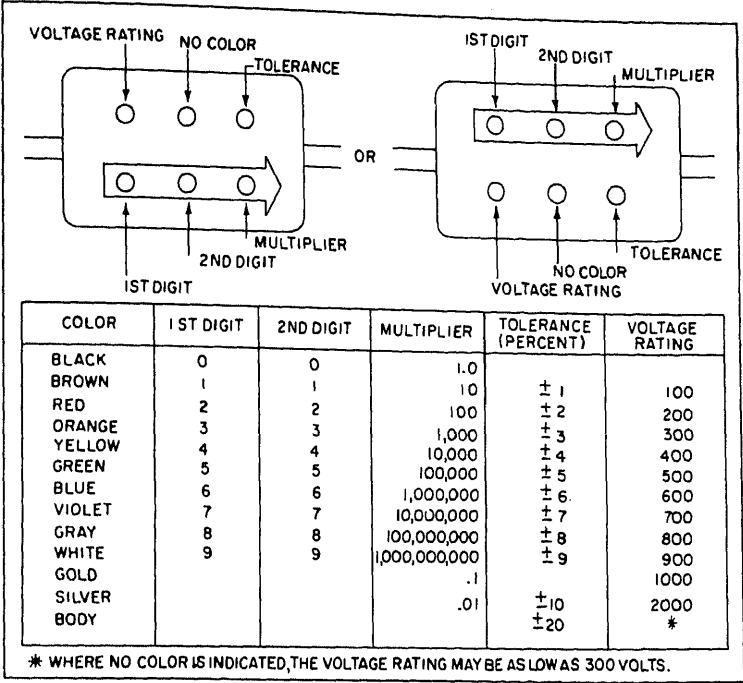 VOLTAGE RATING NO COLOR
TOLERANCE
MULTIPLIER
2ND DIGIT
1ST DIGIT
OR
1ST DIGIT
2ND DIGIT
MULTIPLIER
TOLERANCE
NO COLOR
VOLTAGE RATING
COLOR 1ST DIGIT 2ND DIGIT MULTIPLIER TOLERANCE (PERCENT) VOLTAGE RATING
BLACK 0 0 1.0
BROWN 1 1 10 ±1 100
RED 2 2 100 ±2 200
ORANGE 3 3 1,000 ±3 300
YELLOW 4 4 10,000 ±4 400
GREEN 5 5 100,000 ±5 500
BLUE 6 6 1,000,000 ±6 600
VIOLET 7 7 10,000,000 ±7 700
GRAY 8 8 100,000,000 ±8 800
WHITE 9 9 1,000,000,000 ±9 900
GOLD .1 1000
SILVER .01 ±10 2000
BODY ±20 *
* WHERE NO COLOR IS INDICATED, THE VOLTAGE RATING MAY BE AS LOW AS 300 VOLTS.